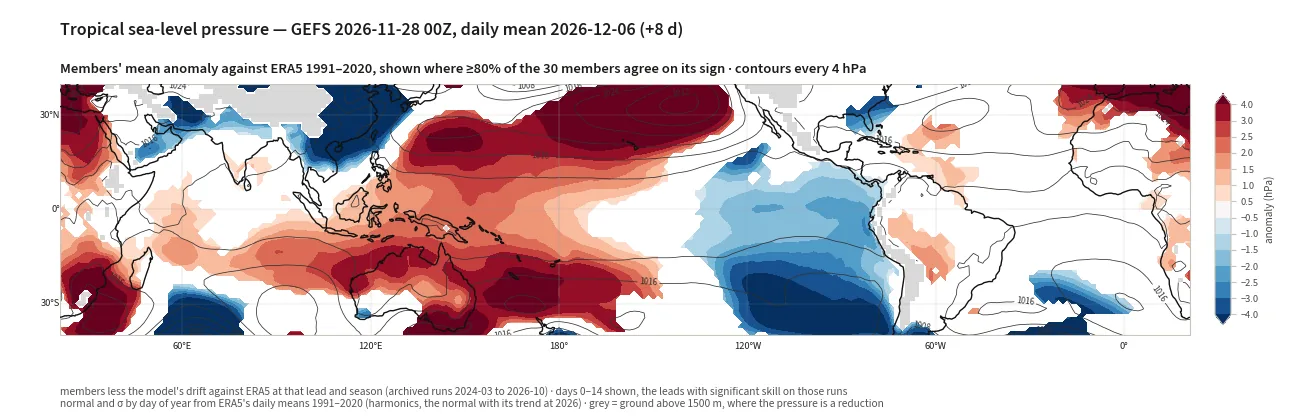 Tropical sea-level pressure — GEFS 2026-11-28 00Z, daily mean 2026-12-06 (+8 d)
Members' mean anomaly against ERA5 1991–2020, shown where ≥80% of the 30 members agree on its sign · contours every 4 hPa
1024
1008
1016
30°N
1016
1016
0°
1016
1016
1016
30°S
1016
1008
60°E
120°E
180°
120°W
60°W
0°
4.0
3.0
2.5
2.0
1.5
1.0
0.5
−0.5
−1.0
−1.5
−2.0
−2.5
−3.0
−4.0
anomaly (hPa)
members less the model's drift against ERA5 at that lead and season (archived runs 2024-03 to 2026-10) · days 0–14 shown, the leads with significant skill on those runs
normal and σ by day of year from ERA5's daily means 1991–2020 (harmonics, the normal with its trend at 2026) · grey = ground above 1500 m, where the pressure is a reduction